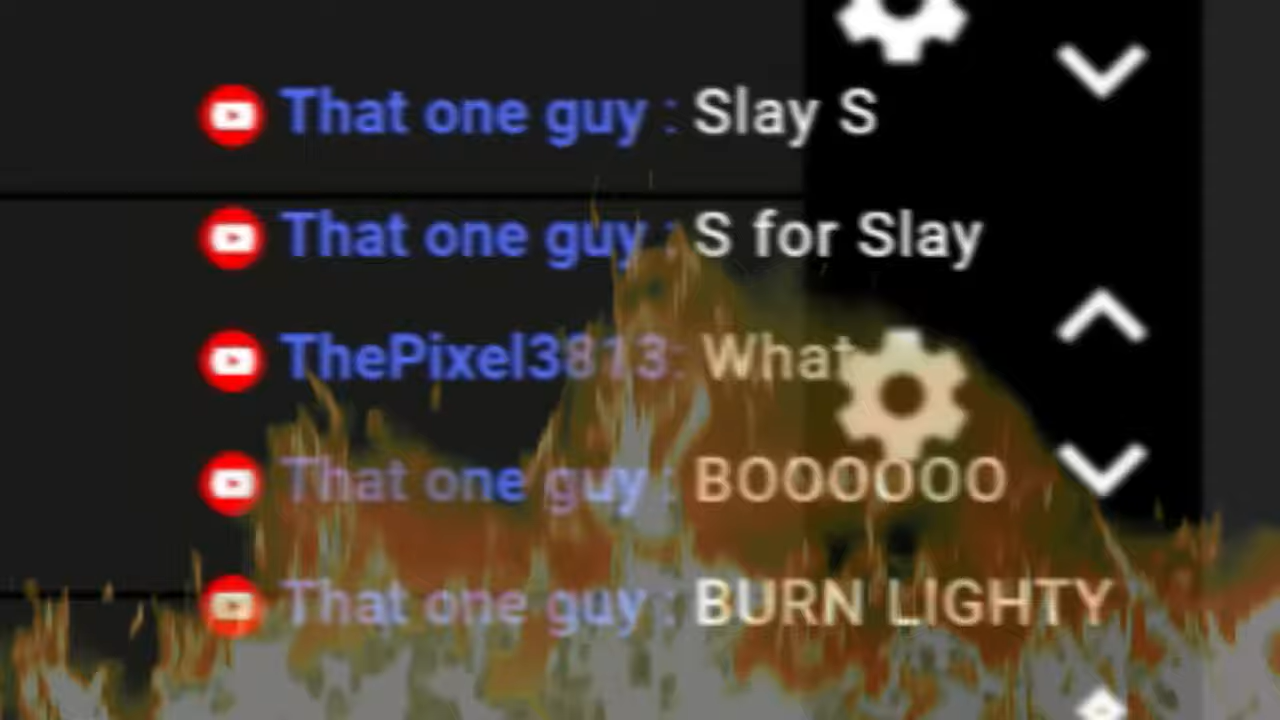 That one guy : Slay S
That one guy : S for Slay
ThePixel3813: What
That one guy : BOOOOOO
That one guy : BURN LIGHTY